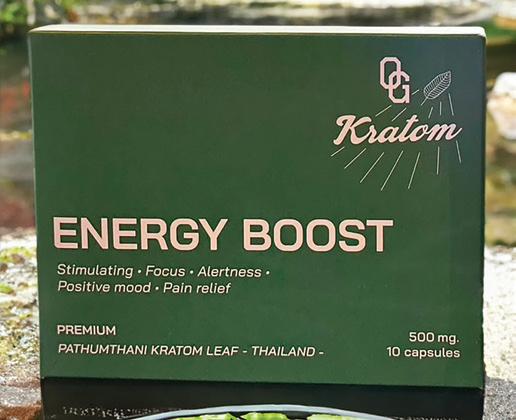 OG
Kratom
ENERGY BOOST
Stimulating • Focus • Alertness •
Positive mood • Pain relief
PREMIUM
PATHUMTHANI KRATOM LEAF - THAILAND -
500 mg.
10 capsules